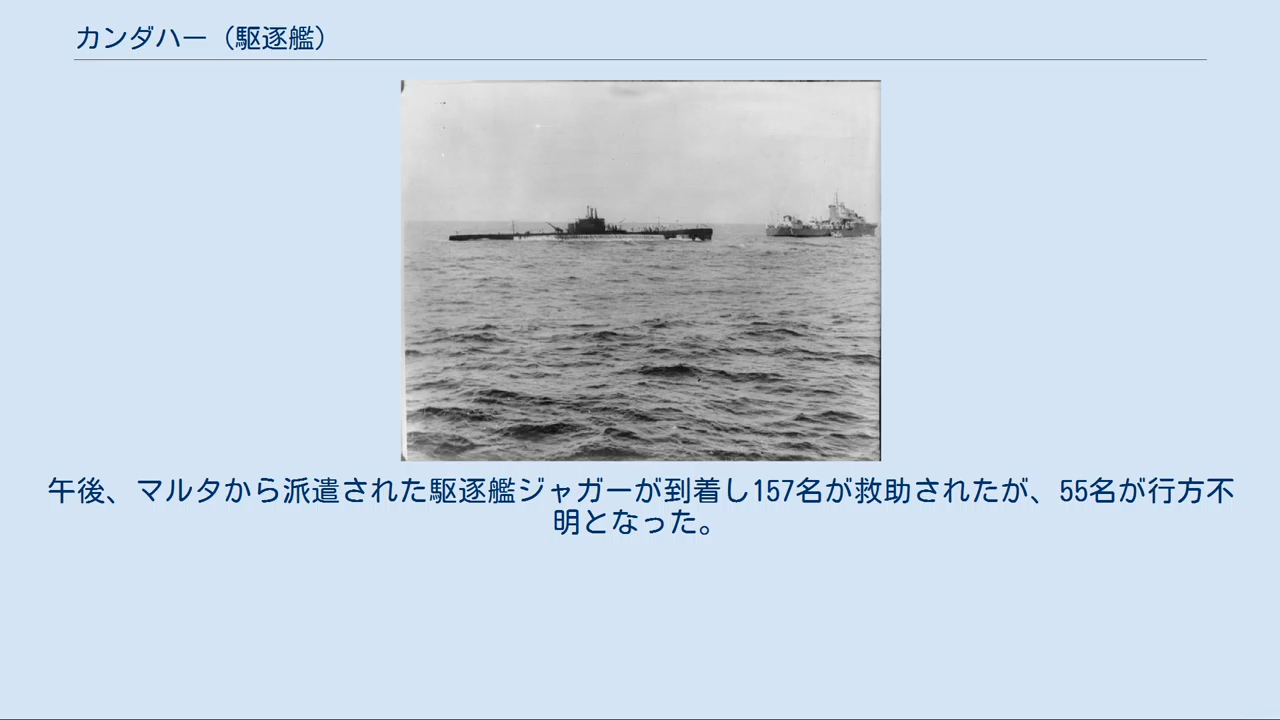 カンダハー（駆逐艦）
午後、マルタから派遣された駆逐艦ジャガーが到着し157名が救助されたが、55名が行方不
明となった。